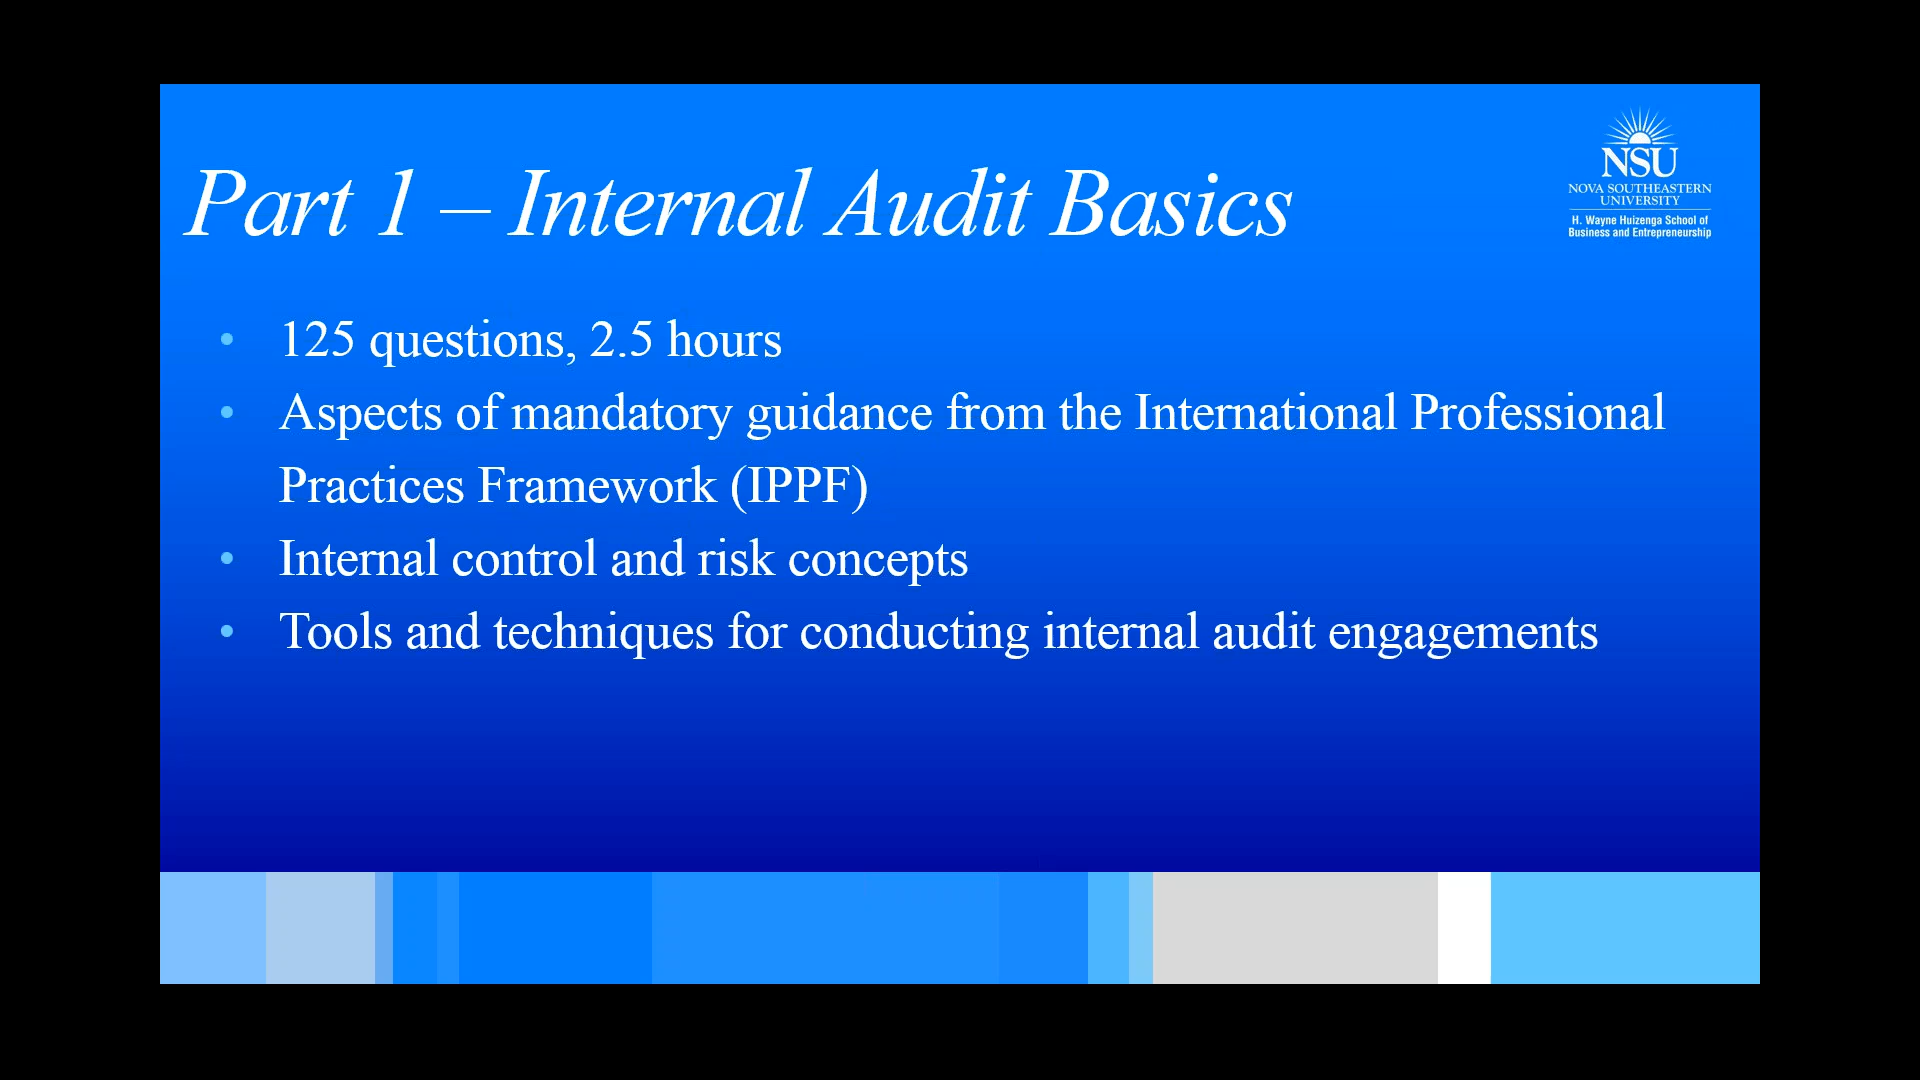 Part 1 – Internal Audit Basics
NSU
NOVA SOUTHEASTERN
UNIVERSITY
H. Wayne Huizenga School of
Business and Entrepreneurship
• 125 questions, 2.5 hours
• Aspects of mandatory guidance from the International Professional
Practices Framework (IPPF)
• Internal control and risk concepts
• Tools and techniques for conducting internal audit engagements